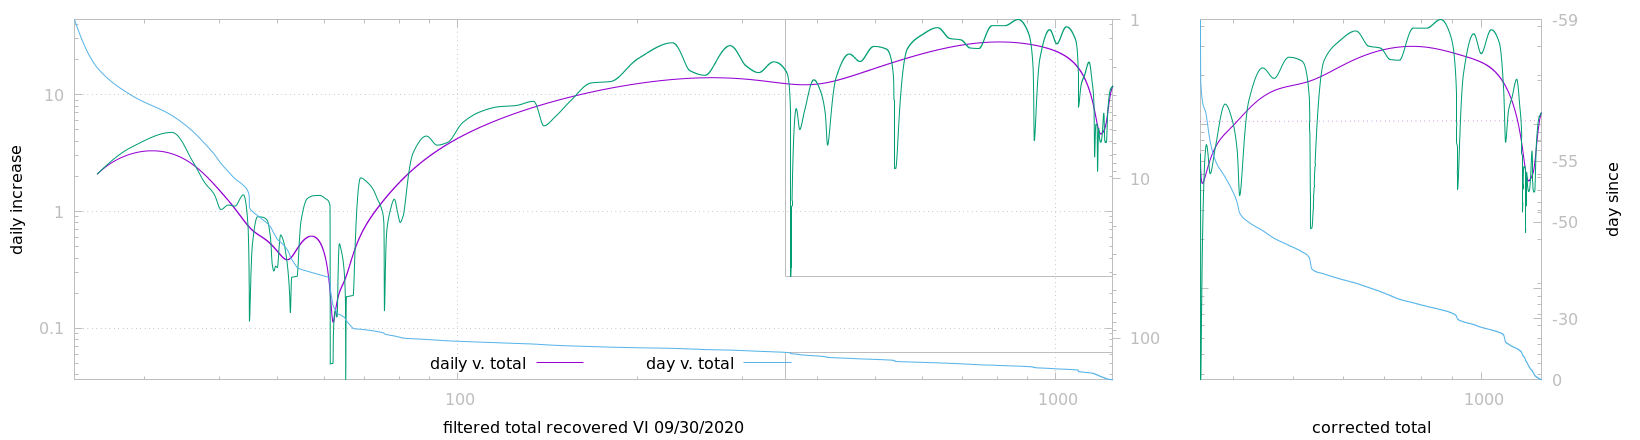 daily increase
10
1
0.1
1
10
100
daily v. total
day v. total
100
1000
filtered total recovered VI 09/30/2020
-59
-55
-50
-30
0
day since
1000
corrected total